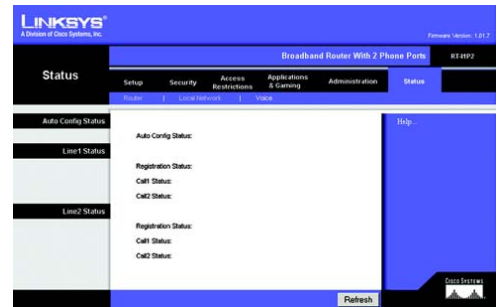 LINKSYS®
A Division of Cisco Systems, Inc.
Firmware Version: 1.01.7
Broadband Router With 2 Phone Ports RT41P2
Status
Setup Security Access Restrictions Applications & Gaming Administration Status
Router | Local Network | Voice
Auto Config Status
Help...
Auto Config Status:
Line1 Status
Registration Status:
Call1 Status:
Call2 Status:
Line2 Status
Registration Status:
Call1 Status:
Call2 Status:
Refresh
CISCO SYSTEMS